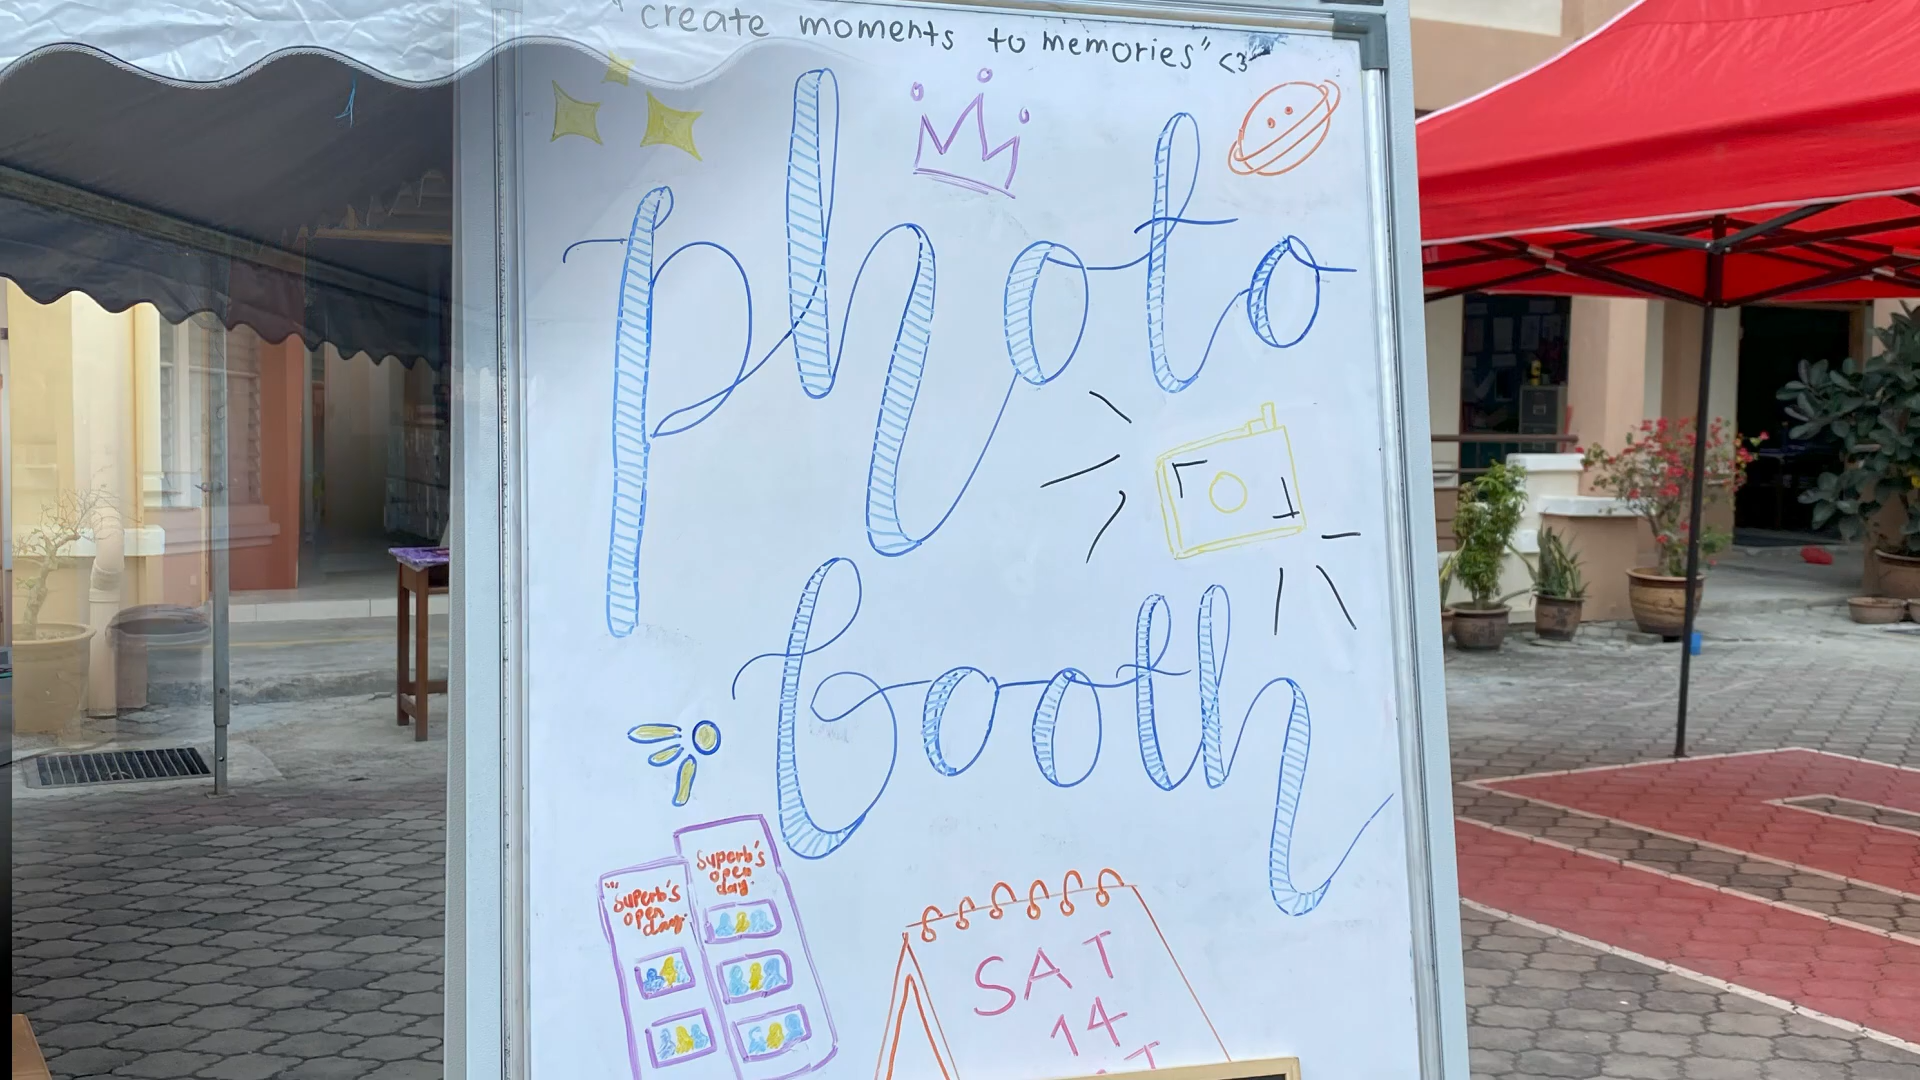 "create moments to memories" <3
photo
booth
"superb's
open
day"
superb's
open
day"
SAT
14